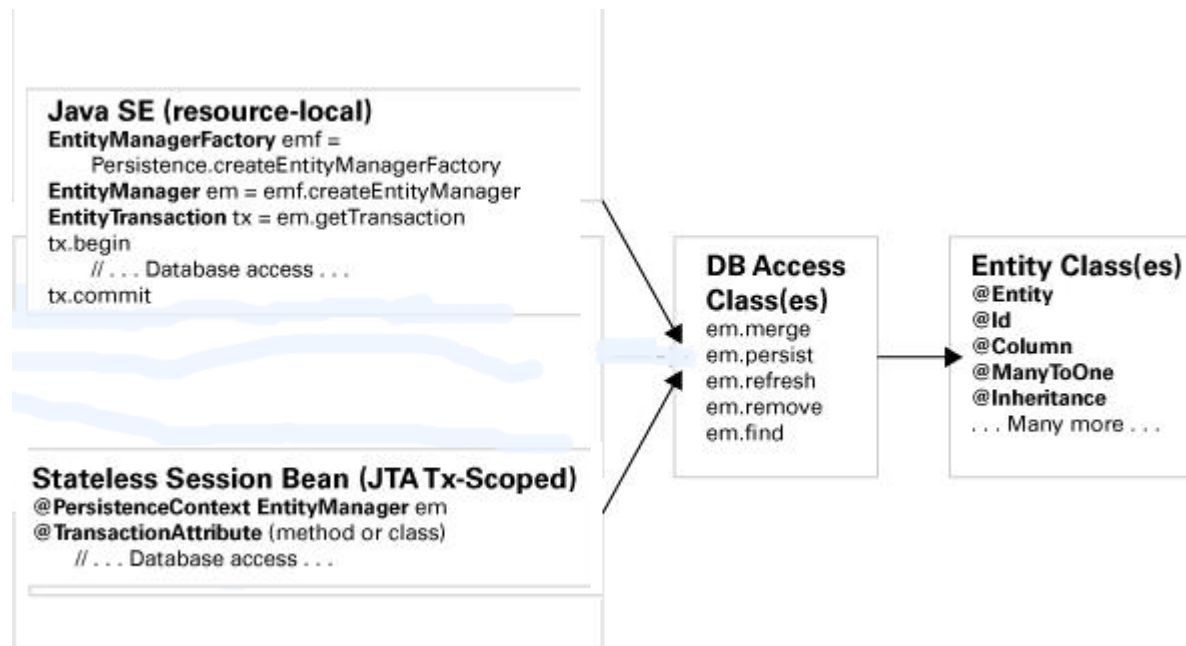 Java SE (resource-local)
EntityManagerFactory emf =
Persistence.createEntityManagerFactory
EntityManager em = emf.createEntityManager
EntityTransaction tx = em.getTransaction
tx.begin
// . . . Database access . . .
tx.commit
Stateless Session Bean (JTA Tx-Scoped)
@PersistenceContext EntityManager em
@TransactionAttribute (method or class)
// . . . Database access . . .
DB Access
Class(es)
em.merge
em.persist
em.refresh
em.remove
em.find
Entity Class(es)
@Entity
@Id
@Column
@ManyToOne
@Inheritance
. . . Many more . . .